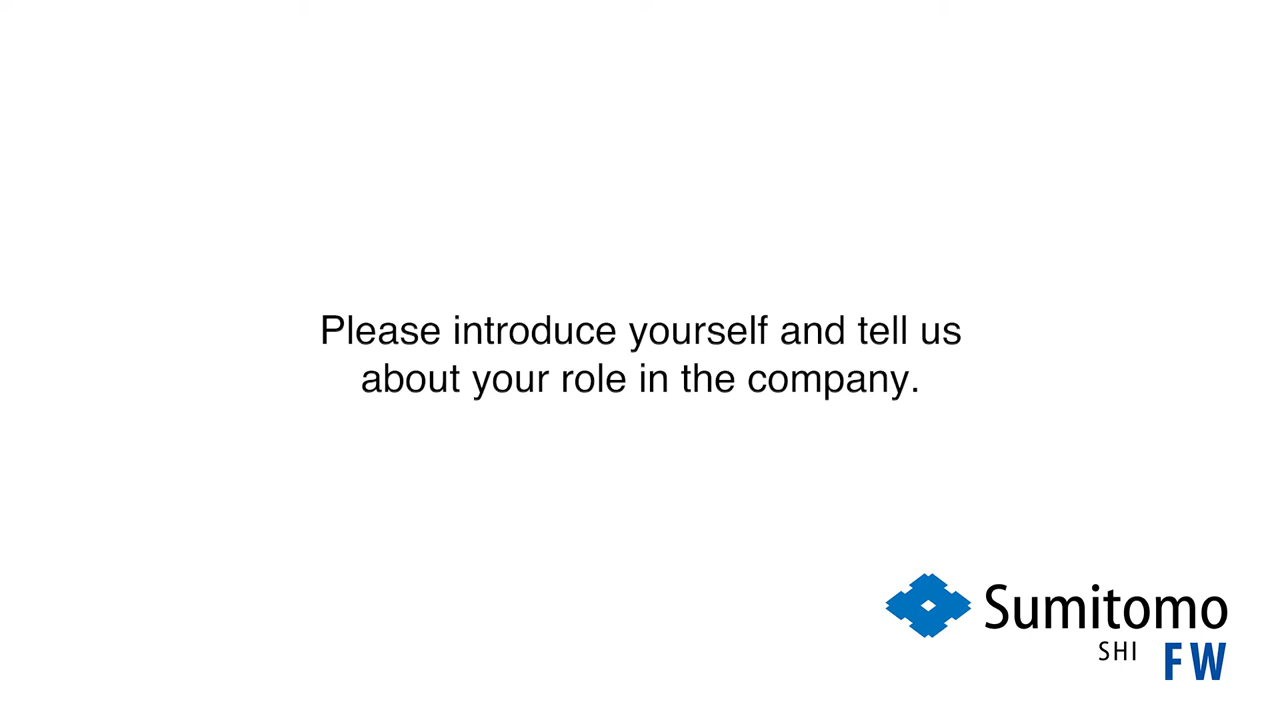 Please introduce yourself and tell us
about your role in the company.
Sumitomo
SHI FW